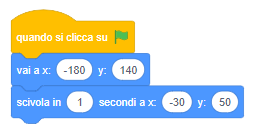 quando si clicca su
vai a x: -180 y: 140
scivola in 1 secondi a x: -30 y: 50